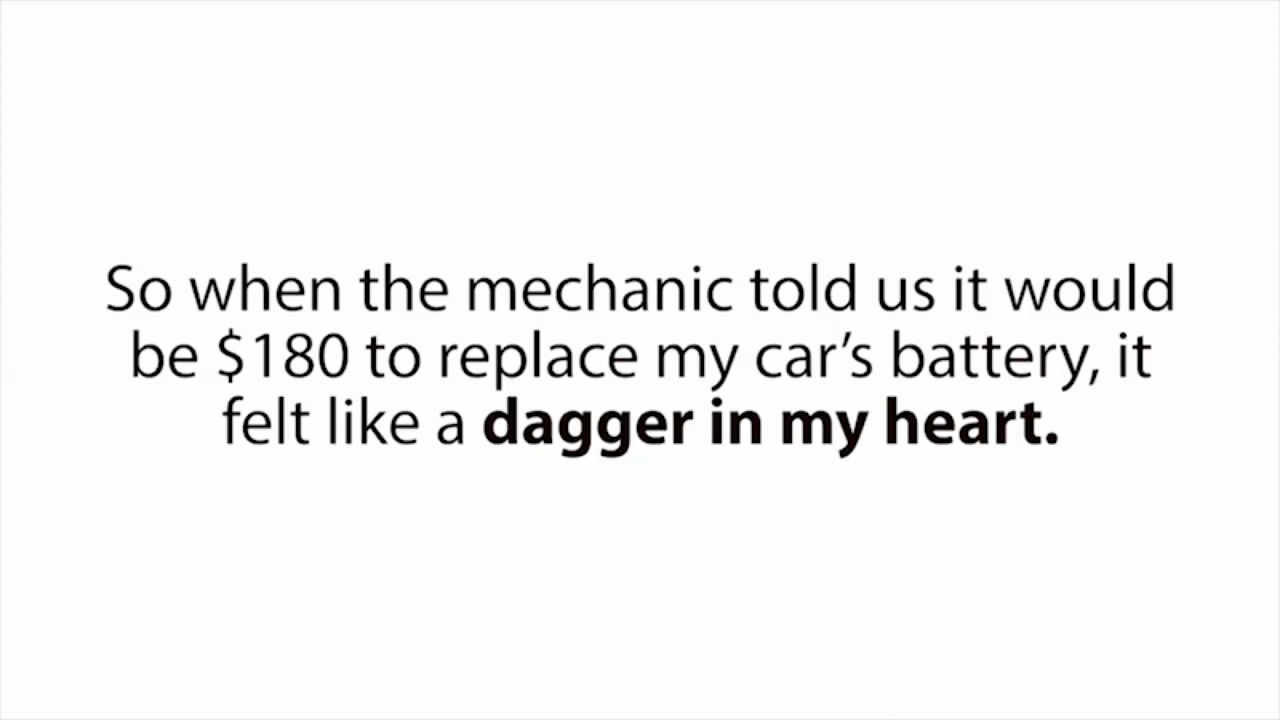 So when the mechanic told us it would
be $180 to replace my car’s battery, it
felt like a dagger in my heart.